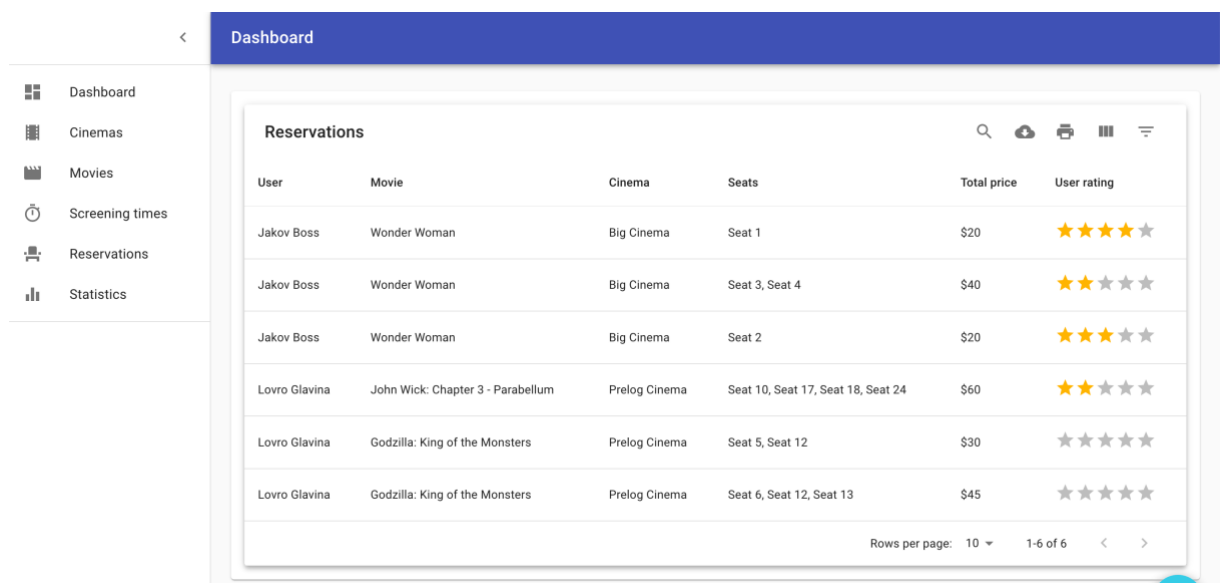 Dashboard
Dashboard
Cinemas
Movies
Screening times
Reservations
Statistics
Reservations
User Movie Cinema Seats Total price User rating
Jakov Boss Wonder Woman Big Cinema Seat 1 $20
Jakov Boss Wonder Woman Big Cinema Seat 3, Seat 4 $40
Jakov Boss Wonder Woman Big Cinema Seat 2 $20
Lovro Glavina John Wick: Chapter 3 - Parabellum Prelog Cinema Seat 10, Seat 17, Seat 18, Seat 24 $60
Lovro Glavina Godzilla: King of the Monsters Prelog Cinema Seat 5, Seat 12 $30
Lovro Glavina Godzilla: King of the Monsters Prelog Cinema Seat 6, Seat 12, Seat 13 $45
Rows per page: 10 1-6 of 6